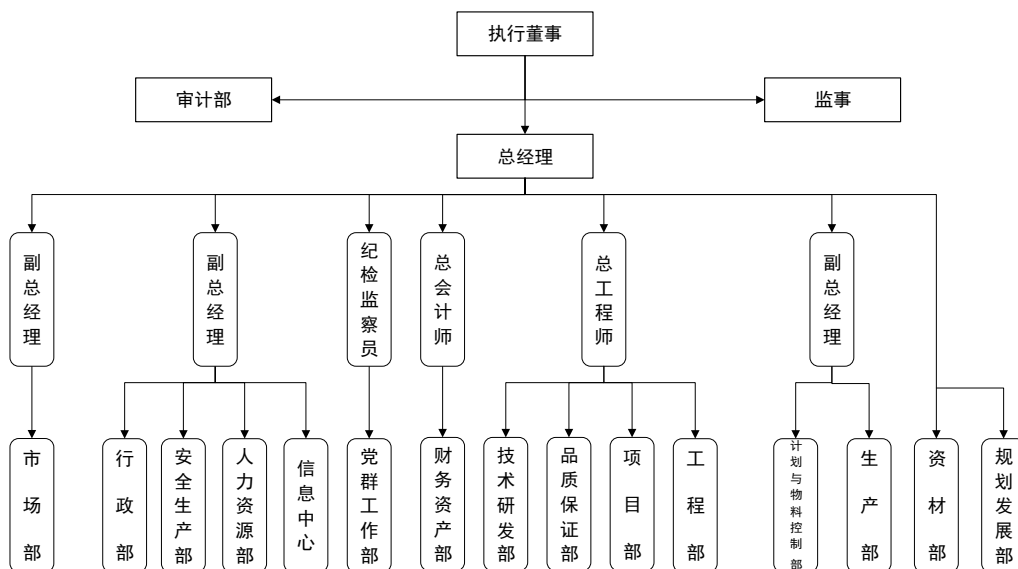 执行董事
审计部
监事
总经理
副总经理
副总经理
纪检监察员
总会计师
总工程师
副总经理
市场部
行政部
安全生产部
人力资源部
信息中心
党群工作部
财务资产部
技术研发部
品质保证部
项目部
工程部
计划与物料控制部
生产部
资材部
规划发展部